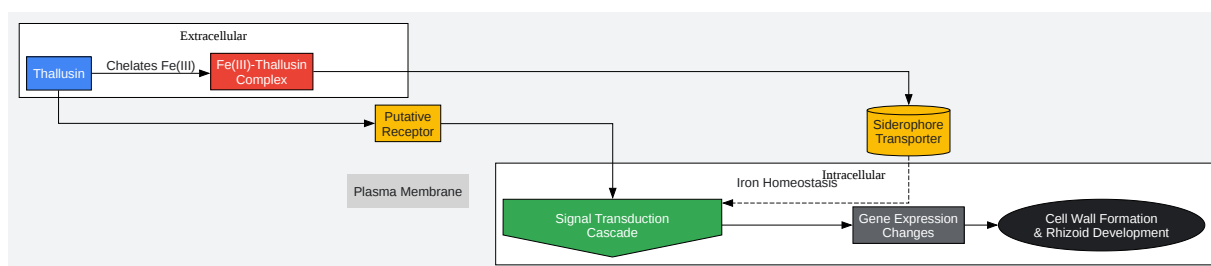 Extracellular
Thallusin
Chelates Fe(III)
Fe(III)-Thallusin
Complex
Putative
Receptor
Siderophore
Transporter
Plasma Membrane
Intracellular
Iron Homeostasis
Signal Transduction
Cascade
Gene Expression
Changes
Cell Wall Formation
& Rhizoid Development